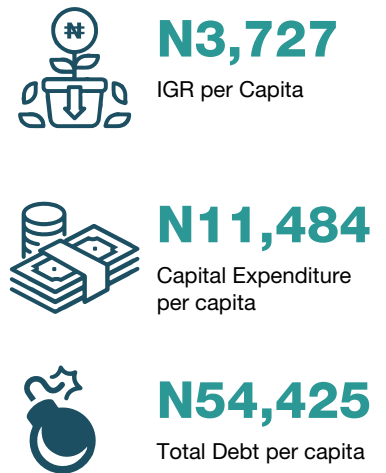 ₦
N3,727
IGR per Capita
N11,484
Capital Expenditure
per capita
N54,425
Total Debt per capita